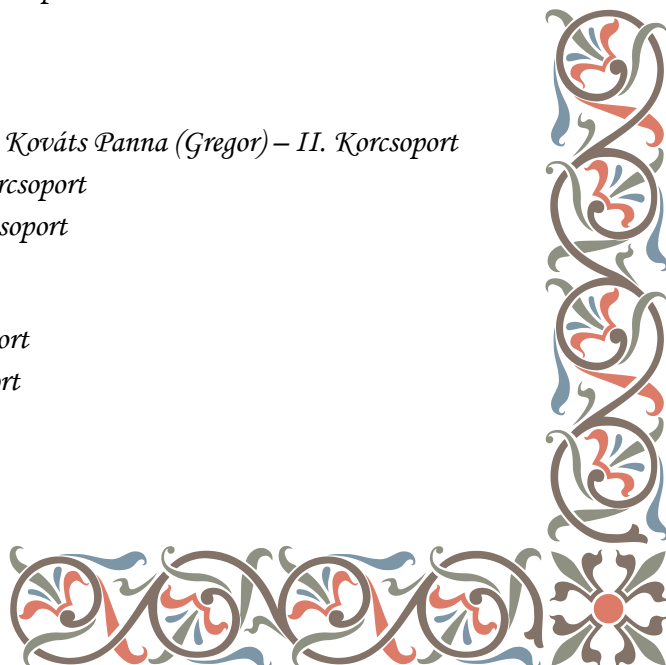 Kováts Panna (Gregor) – II. Korcsoport
rcsoport
soport
ort
rt